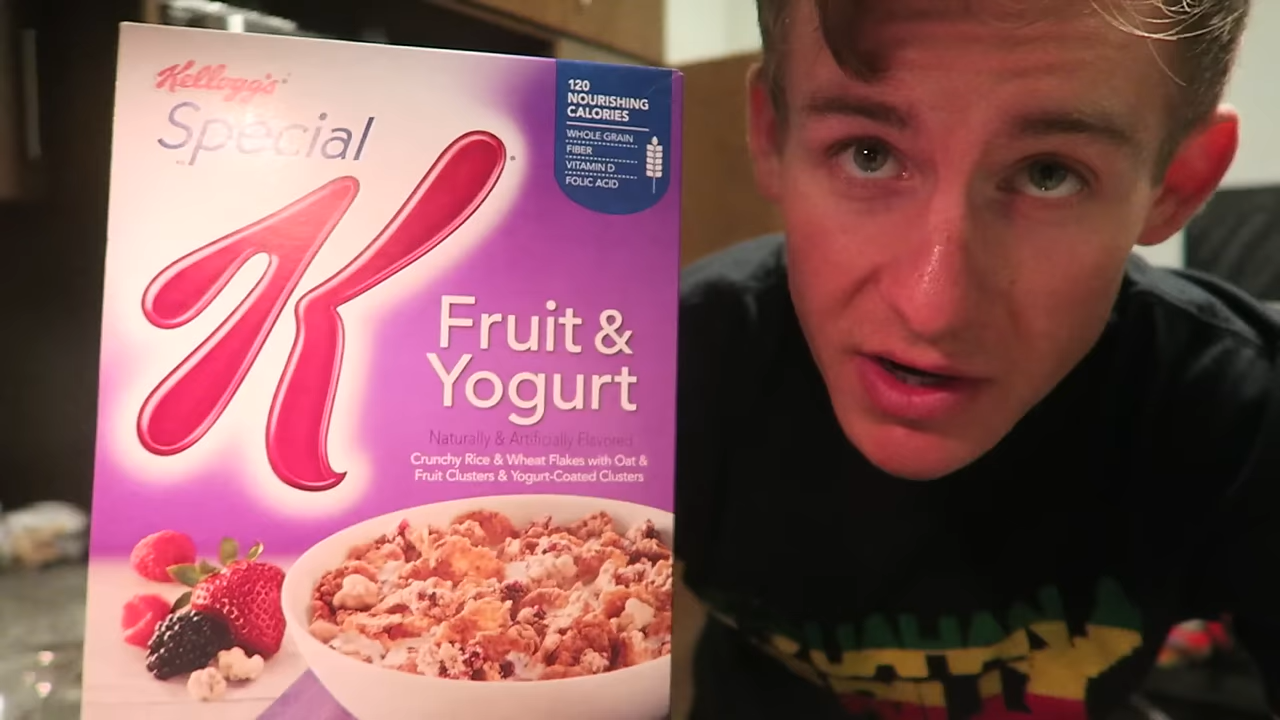 Kellogg's
Special
K
120
NOURISHING
CALORIES
WHOLE GRAIN
FIBER
VITAMIN D
FOLIC ACID
Fruit &
Yogurt
Naturally & Artificially Flavored
Crunchy Rice & Wheat Flakes with Oat &
Fruit Clusters & Yogurt-Coated Clusters